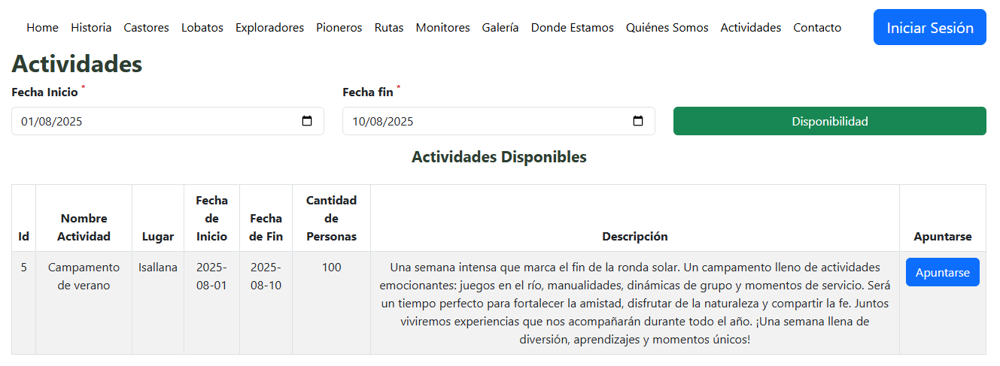 Home Historia Castores Lobatos Exploradores Pioneros Rutas Monitores Galería Donde Estamos Quiénes Somos Actividades Contacto Iniciar Sesión
Actividades
Fecha Inicio * Fecha fin *
01/08/2025 10/08/2025 Disponibilidad
Actividades Disponibles
Id Nombre Actividad Lugar Fecha de Inicio Fecha de Fin Cantidad de Personas Descripción Apuntarse
5 Campamento de verano Isallana 2025-08-01 2025-08-10 100
Una semana intensa que marca el fin de la ronda solar. Un campamento lleno de actividades
emocionantes: juegos en el río, manualidades, dinámicas de grupo y momentos de servicio. Será
un tiempo perfecto para fortalecer la amistad, disfrutar de la naturaleza y compartir la fe. Juntos
viviremos experiencias que nos acompañarán durante todo el año. ¡Una semana llena de
diversión, aprendizajes y momentos únicos!
Apuntarse